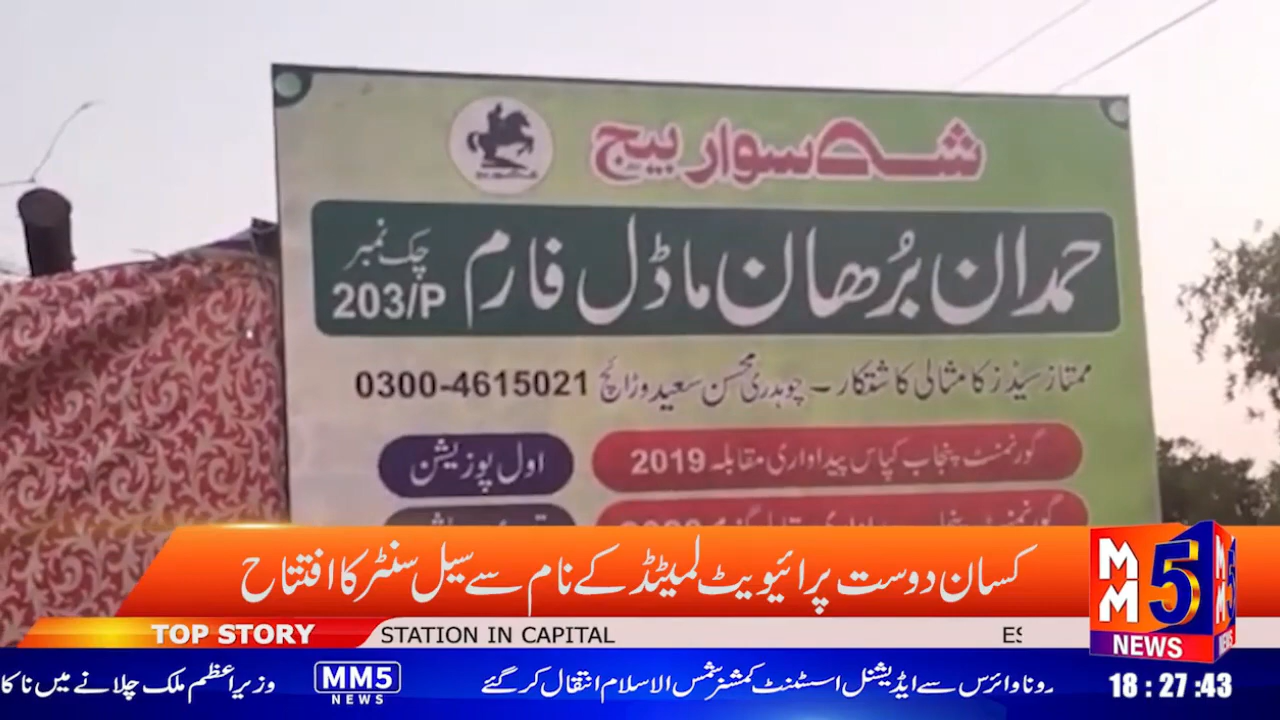 شہسوار بیج
حمدان بُرھان ماڈل فارم چک نمبر 203/P
ممتاز سیڈز کا مثالی کاشتکار ۔ چوہدری محسن سعید وڑائچ 0300-4615021
گورنمنٹ پنجاب کپاس پیداواری مقابلہ 2019 اول پوزیشن
کسان دوست پرائیویٹ لمیٹڈ کے نام سے سیل سنٹر کا افتتاح
MM5 NEWS
TOP STORY
STATION IN CAPITAL
ES
رونا وائرس سے ایڈیشنل اسسٹنٹ کمشنر شمس الاسلام انتقال کر گئے
MM5 NEWS
وزیراعظم ملک چلانے میں ناکا
18 : 27 : 43